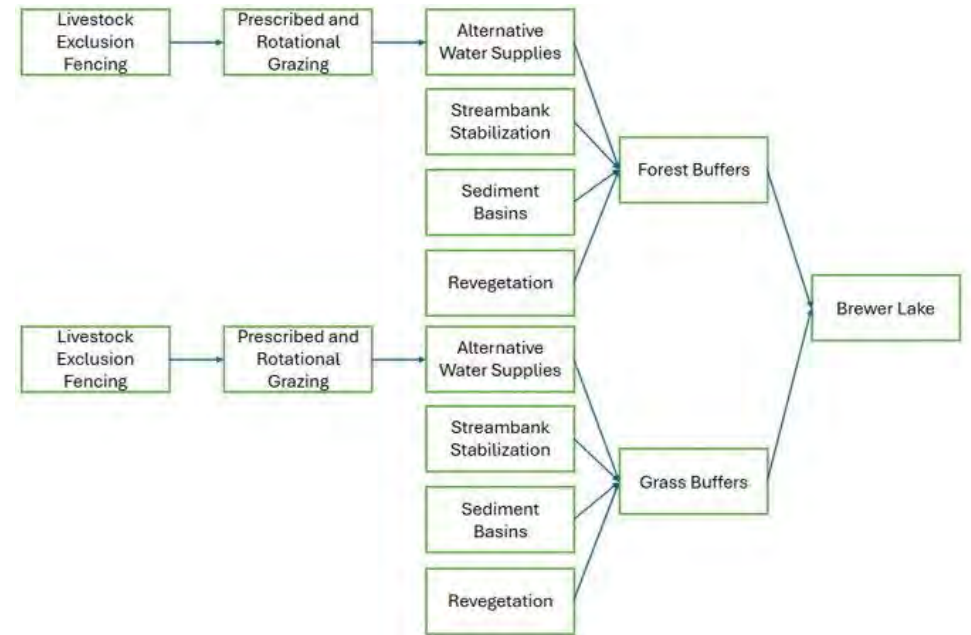 Livestock
Exclusion
Fencing
Prescribed and
Rotational
Grazing
Alternative
Water Supplies
Streambank
Stabilization
Sediment
Basins
Revegetation
Forest Buffers
Brewer Lake
Livestock
Exclusion
Fencing
Prescribed and
Rotational
Grazing
Alternative
Water Supplies
Streambank
Stabilization
Sediment
Basins
Revegetation
Grass Buffers